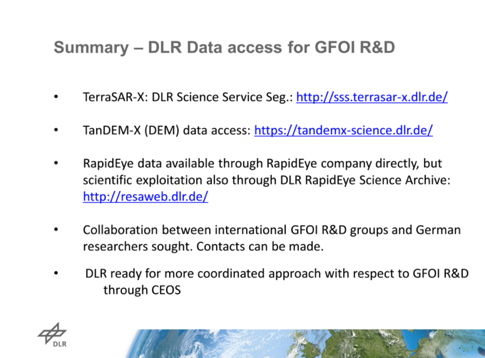 Summary – DLR Data access for GFOI R&D
• TerraSAR-X: DLR Science Service Seg.: http://sss.terrasar-x.dlr.de/
• TanDEM-X (DEM) data access: https://tandemx-science.dlr.de/
• RapidEye data available through RapidEye company directly, but
scientific exploitation also through DLR RapidEye Science Archive:
http://resaweb.dlr.de/
• Collaboration between international GFOI R&D groups and German
researchers sought. Contacts can be made.
• DLR ready for more coordinated approach with respect to GFOI R&D
through CEOS
DLR